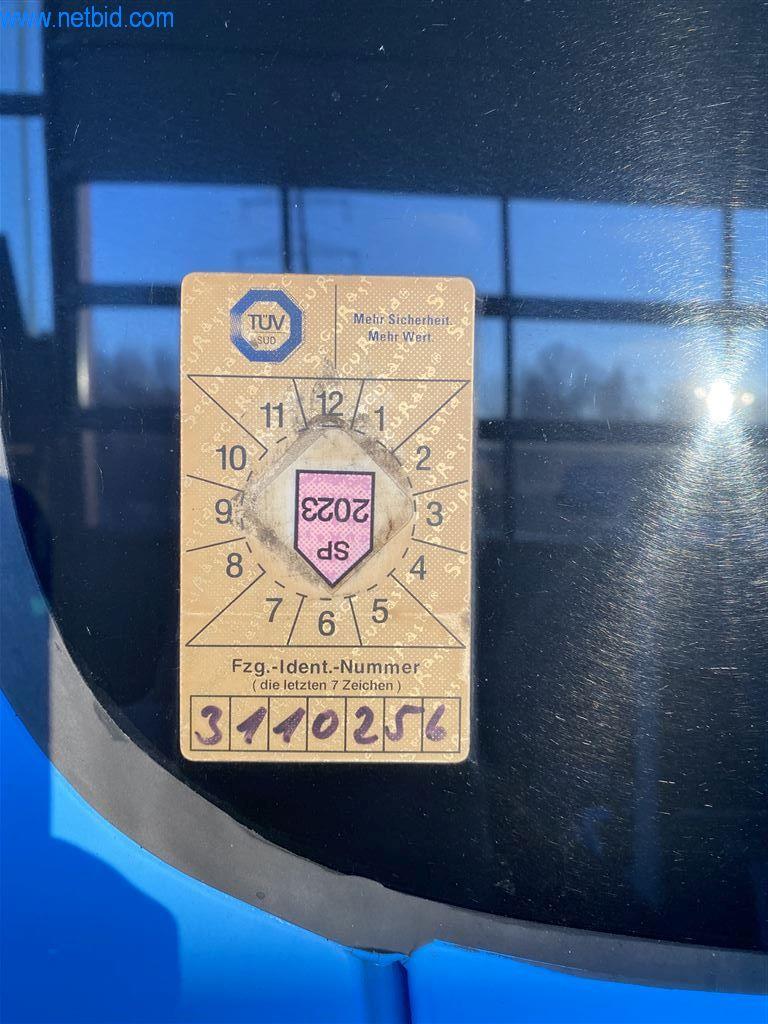 www.netbid.com
TÜV
SÜD
Mehr Sicherheit.
Mehr Wert.
12
11
1
10
2
9
3
8
4
7
5
6
2023
SP
Fzg.-Ident.-Nummer
( die letzten 7 Zeichen )
3110256